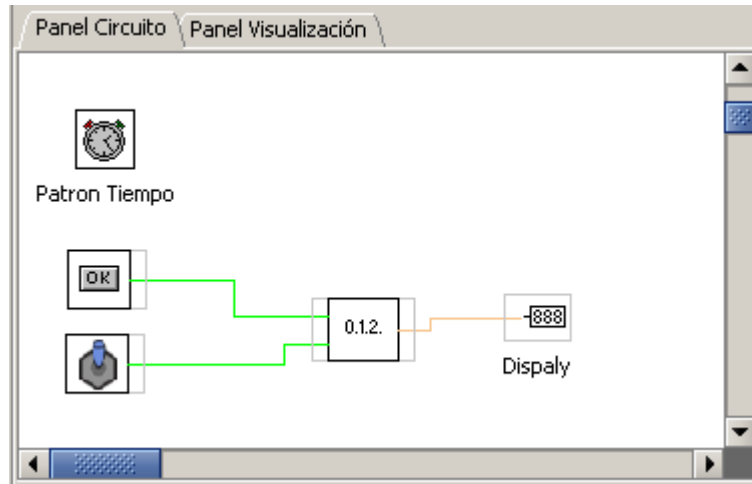 Panel Circuito
Panel Visualización
Patron Tiempo
OK
0.1.2.
888
Dispaly